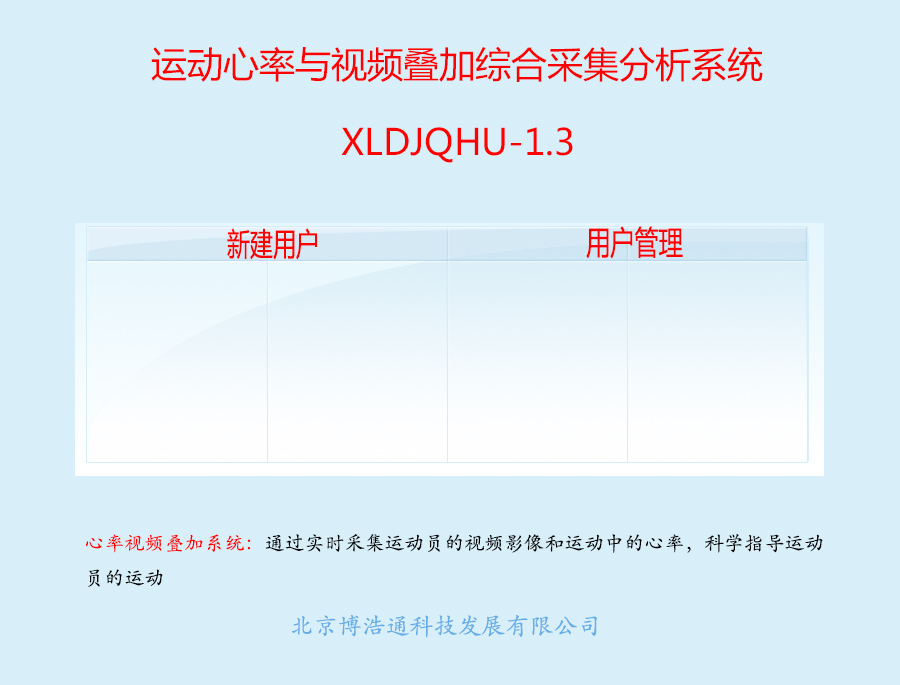 运动心率与视频叠加综合采集分析系统
XLDJQHU-1.3
新建用户
用户管理
心率视频叠加系统：通过实时采集运动员的视频影像和运动中的心率，科学指导运动
员的运动
北京博浩通科技发展有限公司